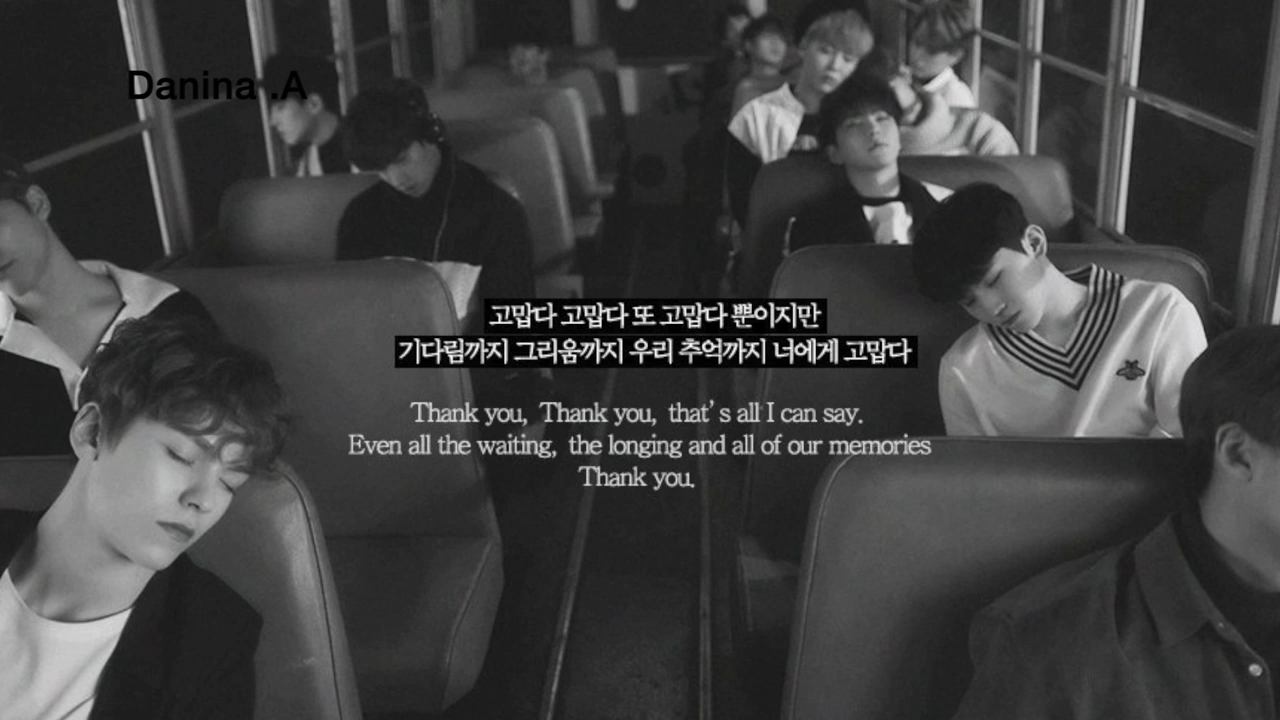 Danina .A
고맙다 고맙다 또 고맙다 뿐이지만
기다림까지 그리움까지 우리 추억까지 너에게 고맙다
Thank you, Thank you, that's all I can say.
Even all the waiting, the longing and all of our memories
Thank you.